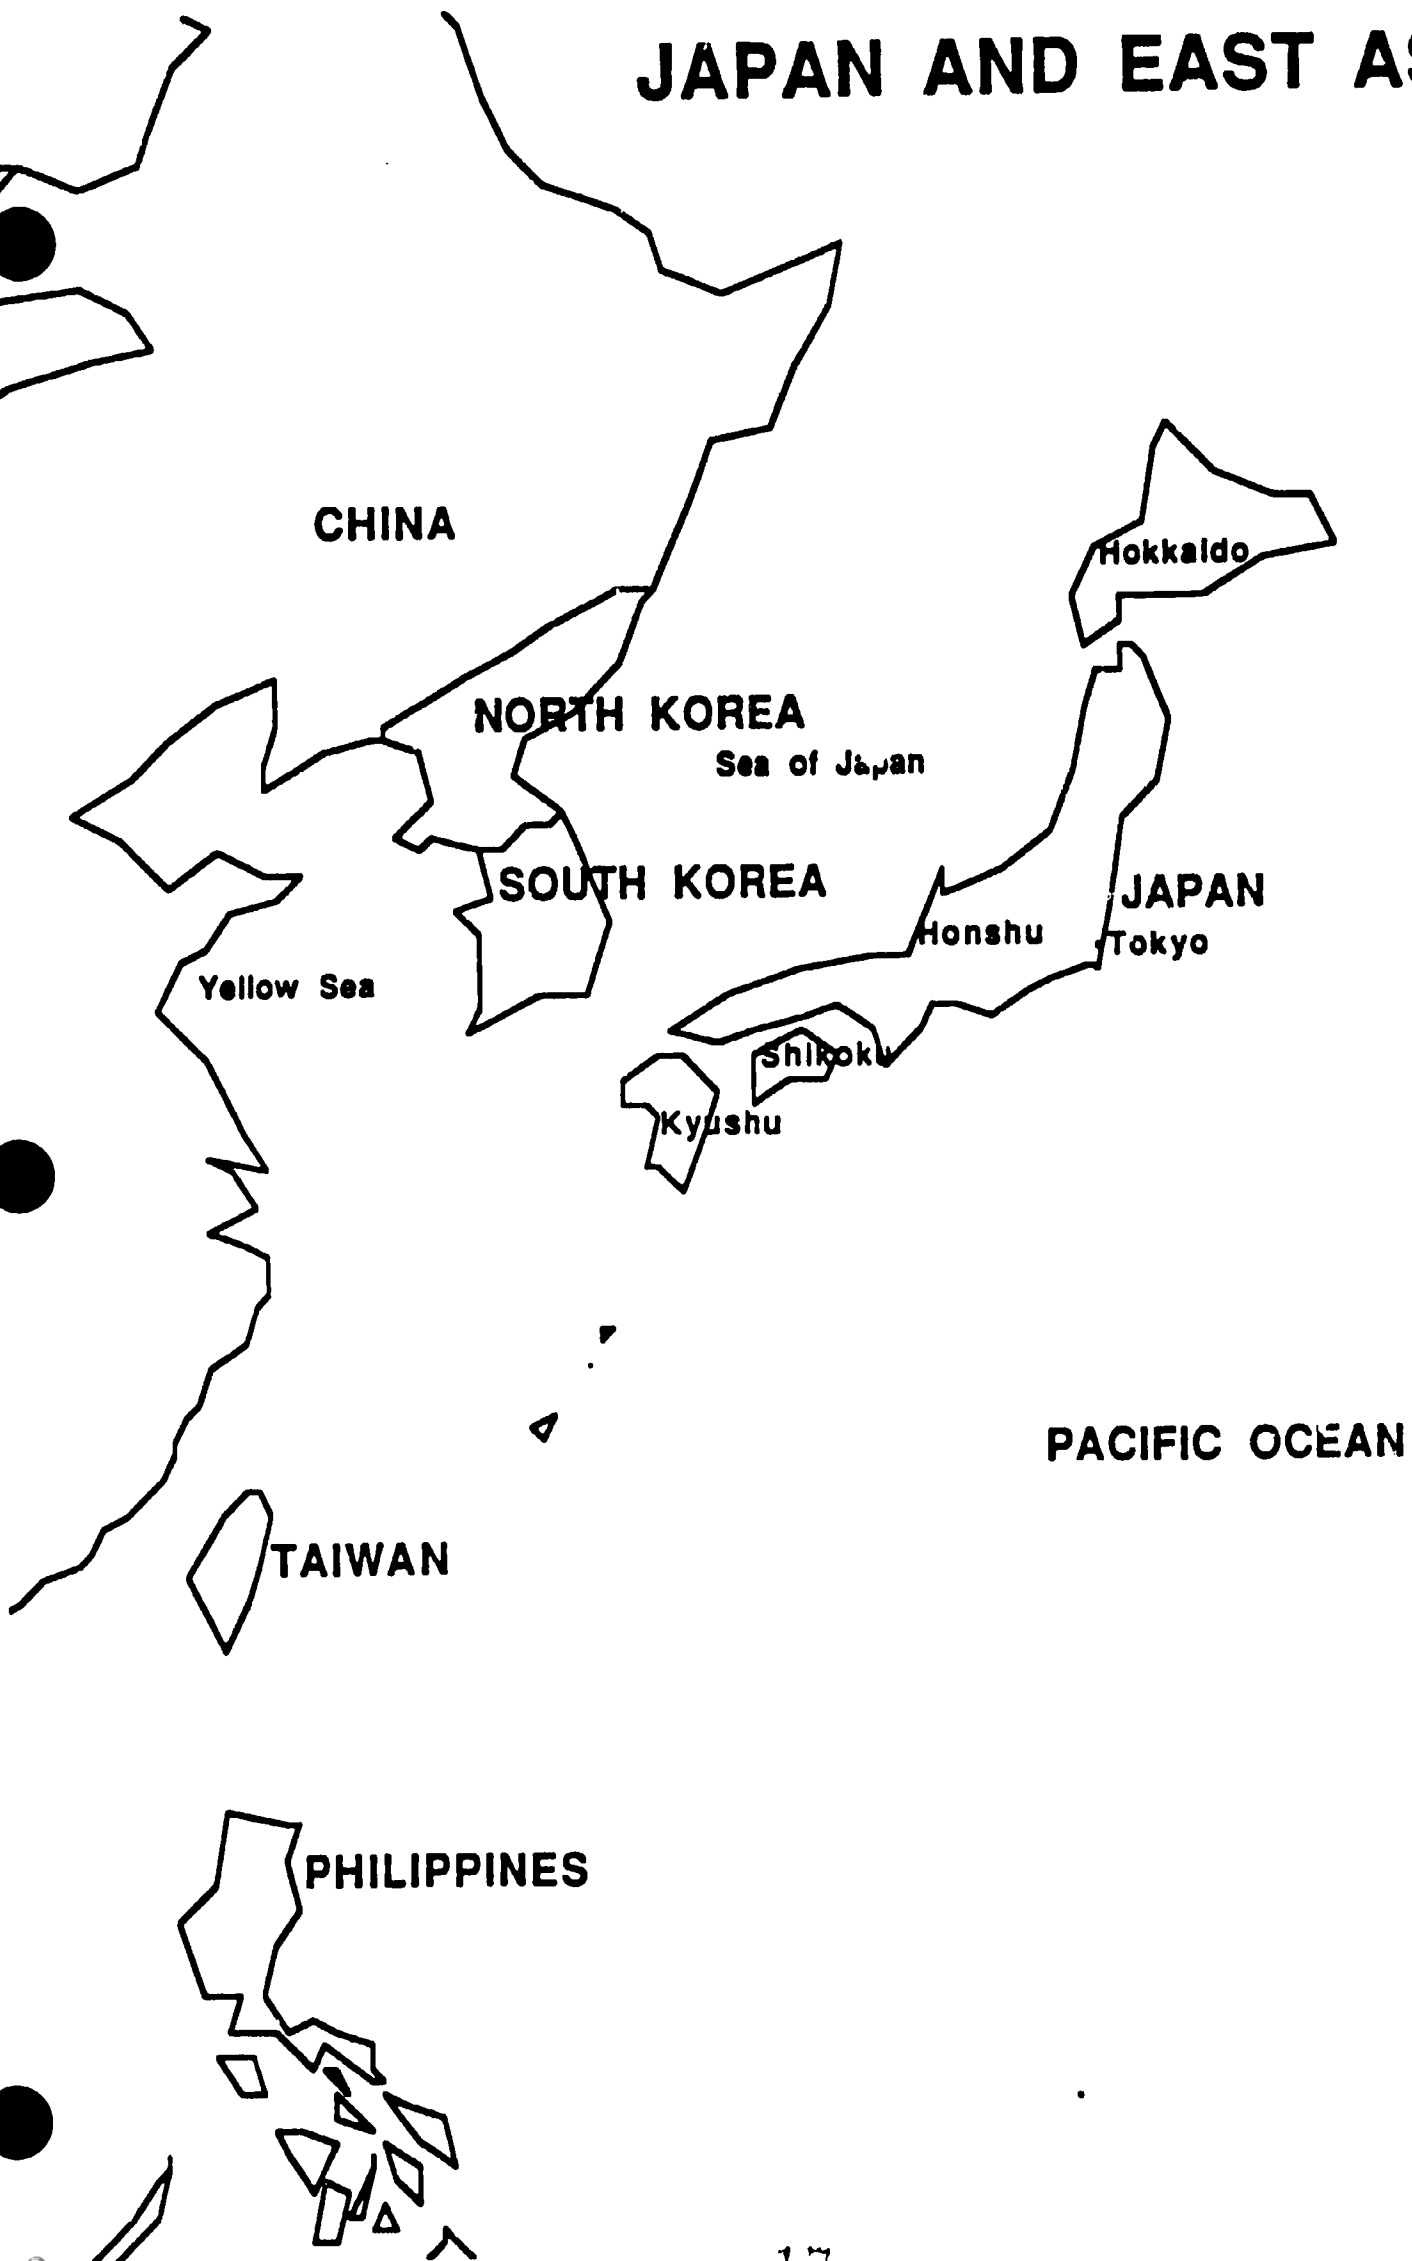 JAPAN AND EAST AS
CHINA
Hokkaido
NORTH KOREA
Sea of Japan
SOUTH KOREA
JAPAN
Honshu
Tokyo
Yellow Sea
Shikoku
Kyushu
PACIFIC OCEAN
TAIWAN
PHILIPPINES
17